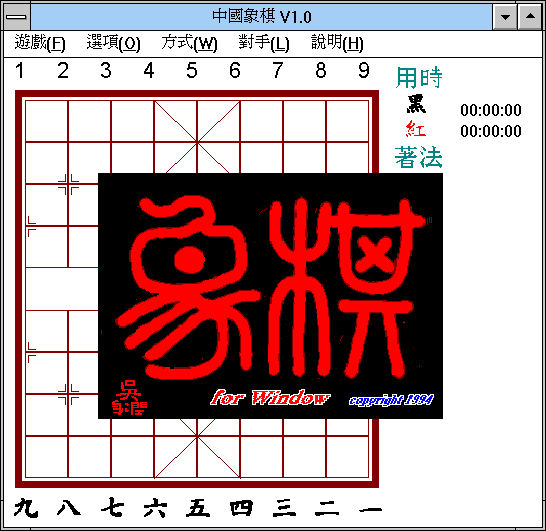 中國象棋 V1.0
遊戲(F) 選項(O) 方式(W) 對手(L) 說明(H)
1 2 3 4 5 6 7 8 9
用時
黑 00:00:00
紅 00:00:00
著法
象棋
for Window
copyright 1994
九 八 七 六 五 四 三 二 一